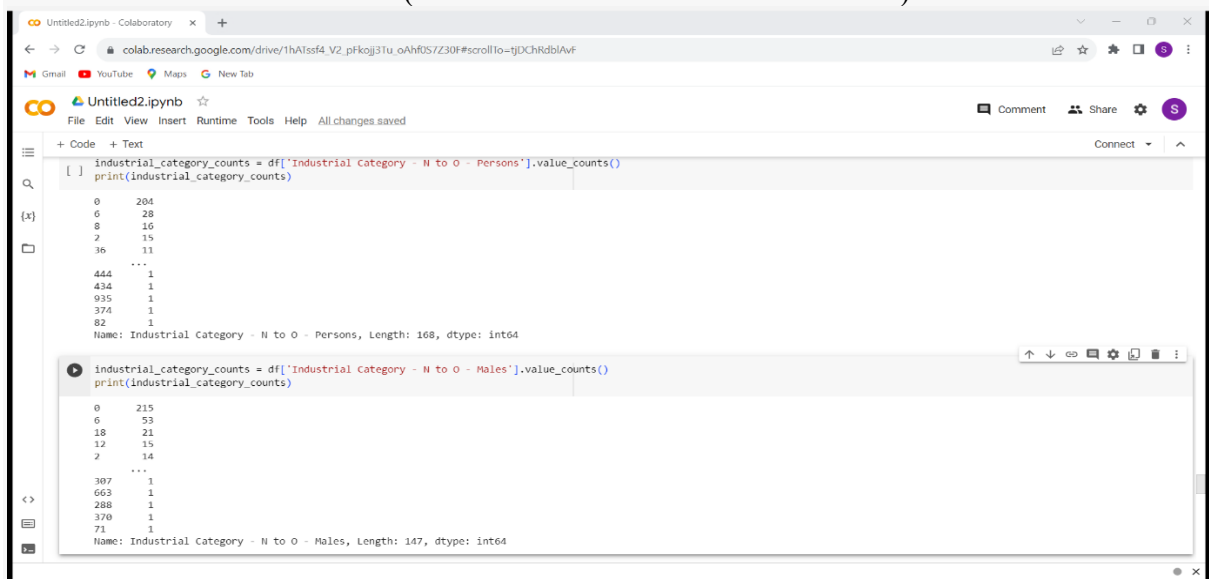 Untitled2.ipynb - Colaboratory × +
colab.research.google.com/drive/1hATssf4_V2_pFkojj3Tu_oAhf0S7Z30F#scrollTo=tjDChRdblAvF S
Gmail YouTube Maps New Tab
Untitled2.ipynb
Comment Share S
File Edit View Insert Runtime Tools Help All changes saved
+ Code + Text Connect
[ ] industrial_category_counts = df['Industrial Category - N to O - Persons'].value_counts()
print(industrial_category_counts)
0 204
6 28
8 16
2 15
36 11
...
444 1
434 1
935 1
374 1
82 1
Name: Industrial Category - N to O - Persons, Length: 168, dtype: int64
industrial_category_counts = df['Industrial Category - N to O - Males'].value_counts()
print(industrial_category_counts)
0 215
6 53
18 21
12 15
2 14
...
307 1
663 1
288 1
370 1
71 1
Name: Industrial Category - N to O - Males, Length: 147, dtype: int64
{x}